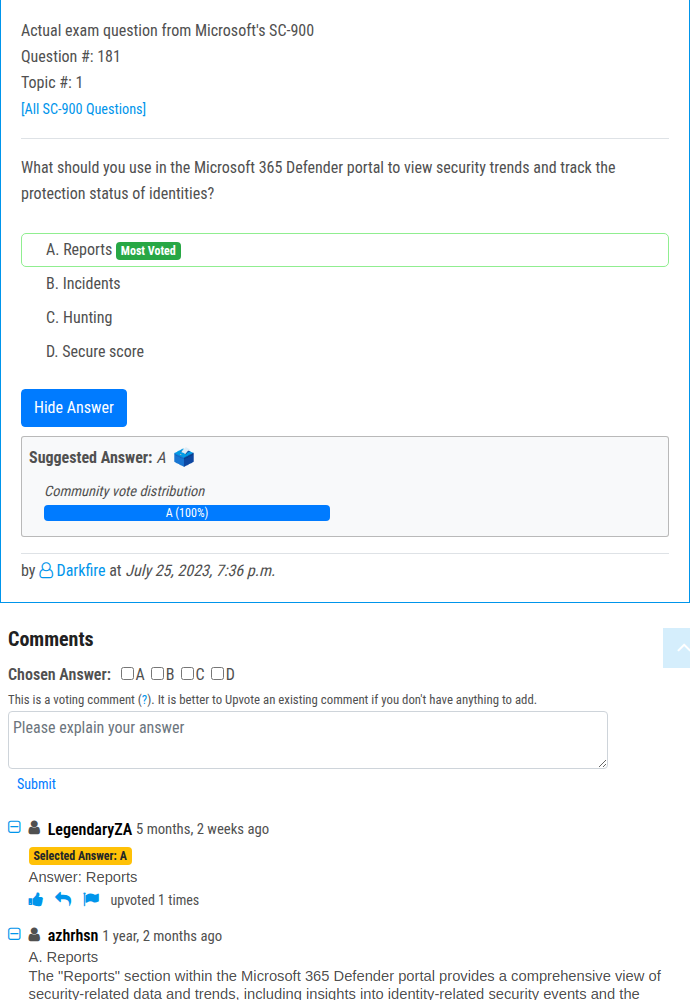 Actual exam question from Microsoft's SC-900
Question #: 181
Topic #: 1
[All SC-900 Questions]
What should you use in the Microsoft 365 Defender portal to view security trends and track the
protection status of identities?
A. Reports Most Voted
B. Incidents
C. Hunting
D. Secure score
Hide Answer
Suggested Answer: A
Community vote distribution
A (100%)
by Darkfire at July 25, 2023, 7:36 p.m.
Comments
Chosen Answer: A B C D
This is a voting comment (?). It is better to Upvote an existing comment if you don't have anything to add.
Please explain your answer
Submit
LegendaryZA 5 months, 2 weeks ago
Selected Answer: A
Answer: Reports
upvoted 1 times
azhrhsn 1 year, 2 months ago
A. Reports
The "Reports" section within the Microsoft 365 Defender portal provides a comprehensive view of
security-related data and trends, including insights into identity-related security events and the